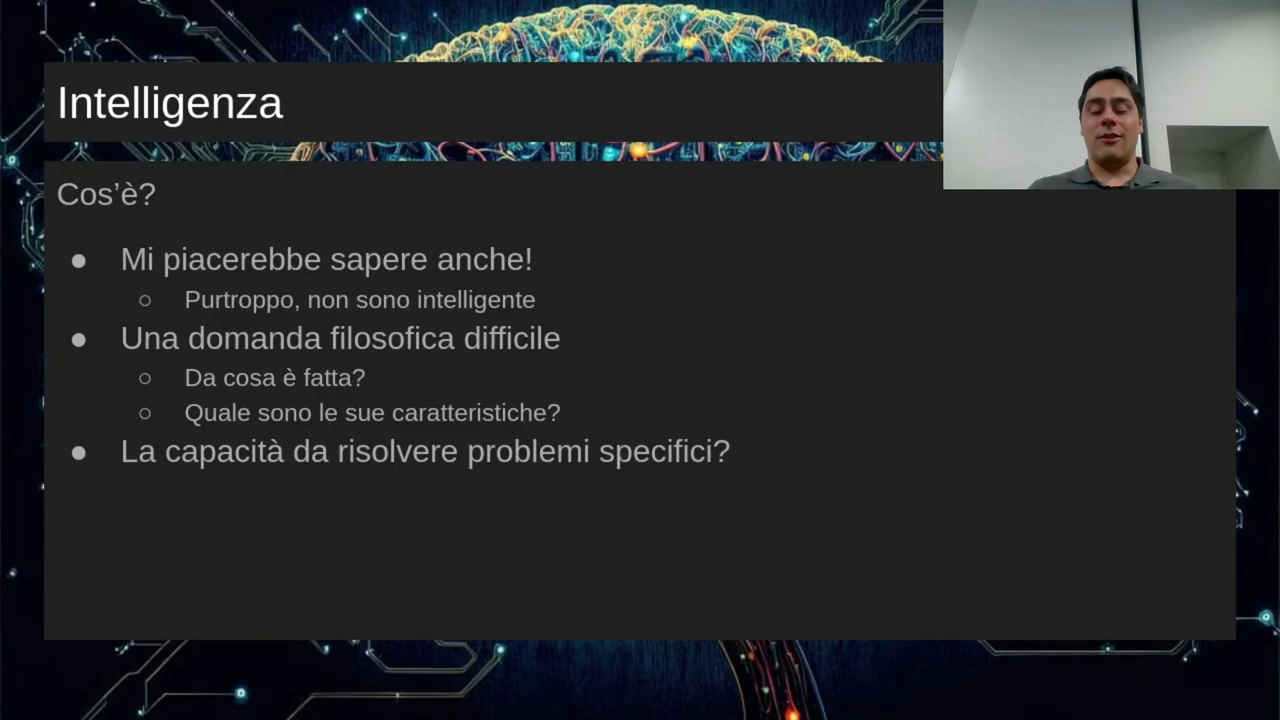 Intelligenza
Cos’è?
● Mi piacerebbe sapere anche!
○ Purtroppo, non sono intelligente
● Una domanda filosofica difficile
○ Da cosa è fatta?
○ Quale sono le sue caratteristiche?
● La capacità da risolvere problemi specifici?